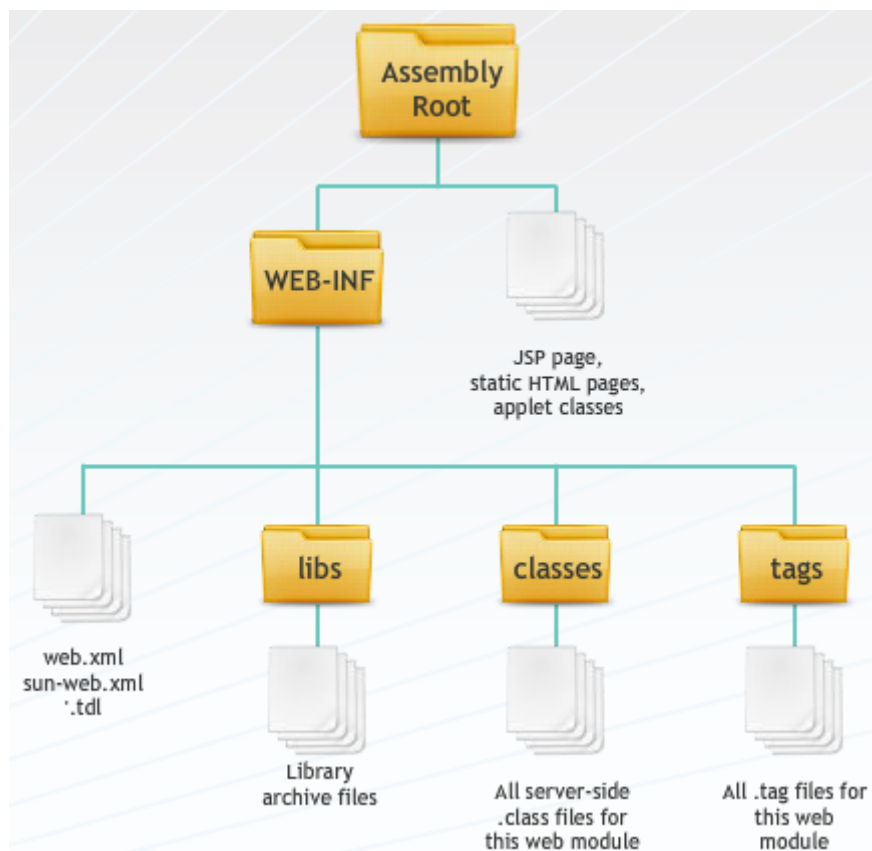 Assembly
Root
WEB-INF
JSP page,
static HTML pages,
applet classes
web.xml
sun-web.xml
'.tdl
libs
classes
tags
Library
archive files
All server-side
.class files for
this web module
All .tag files for
this web
module